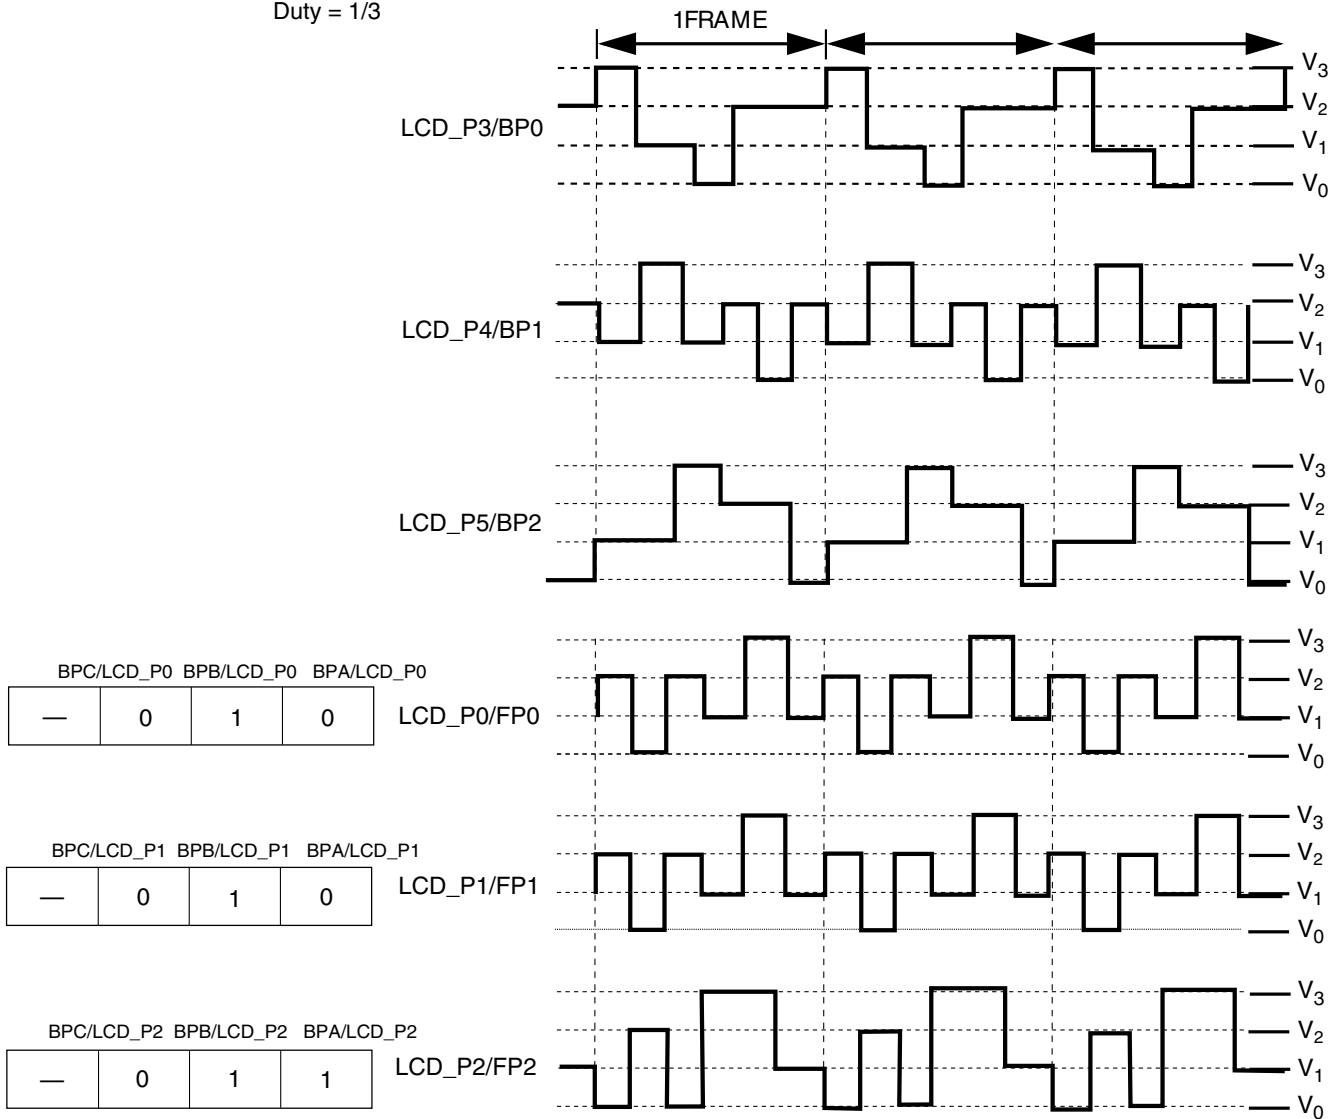 Duty = 1/3
1FRAME
LCD_P3/BP0
V3
V2
V1
V0
LCD_P4/BP1
V3
V2
V1
V0
LCD_P5/BP2
V3
V2
V1
V0
BPC/LCD_P0 BPB/LCD_P0 BPA/LCD_P0
— 0 1 0
LCD_P0/FP0
V3
V2
V1
V0
BPC/LCD_P1 BPB/LCD_P1 BPA/LCD_P1
— 0 1 0
LCD_P1/FP1
V3
V2
V1
V0
BPC/LCD_P2 BPB/LCD_P2 BPA/LCD_P2
— 0 1 1
LCD_P2/FP2
V3
V2
V1
V0